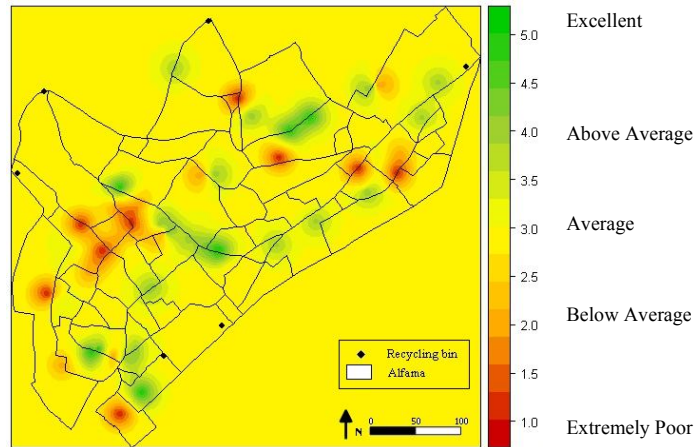 5.0
4.5
4.0
3.5
3.0
2.5
2.0
1.5
1.0
Excellent
Above Average
Average
Below Average
Extremely Poor
Recycling bin
Alfama
N
0 50 100